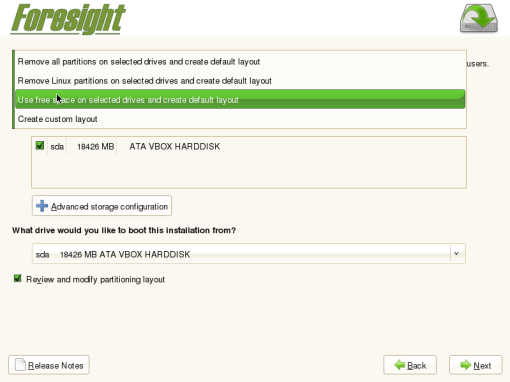 Foresight
Remove all partitions on selected drives and create default layout
users.
Remove Linux partitions on selected drives and create default layout
Use free space on selected drives and create default layout
Create custom layout
sda 18426 MB ATA VBOX HARDDISK
Advanced storage configuration
What drive would you like to boot this installation from?
sda 18426 MB ATA VBOX HARDDISK
Review and modify partitioning layout
Release Notes
Back
Next